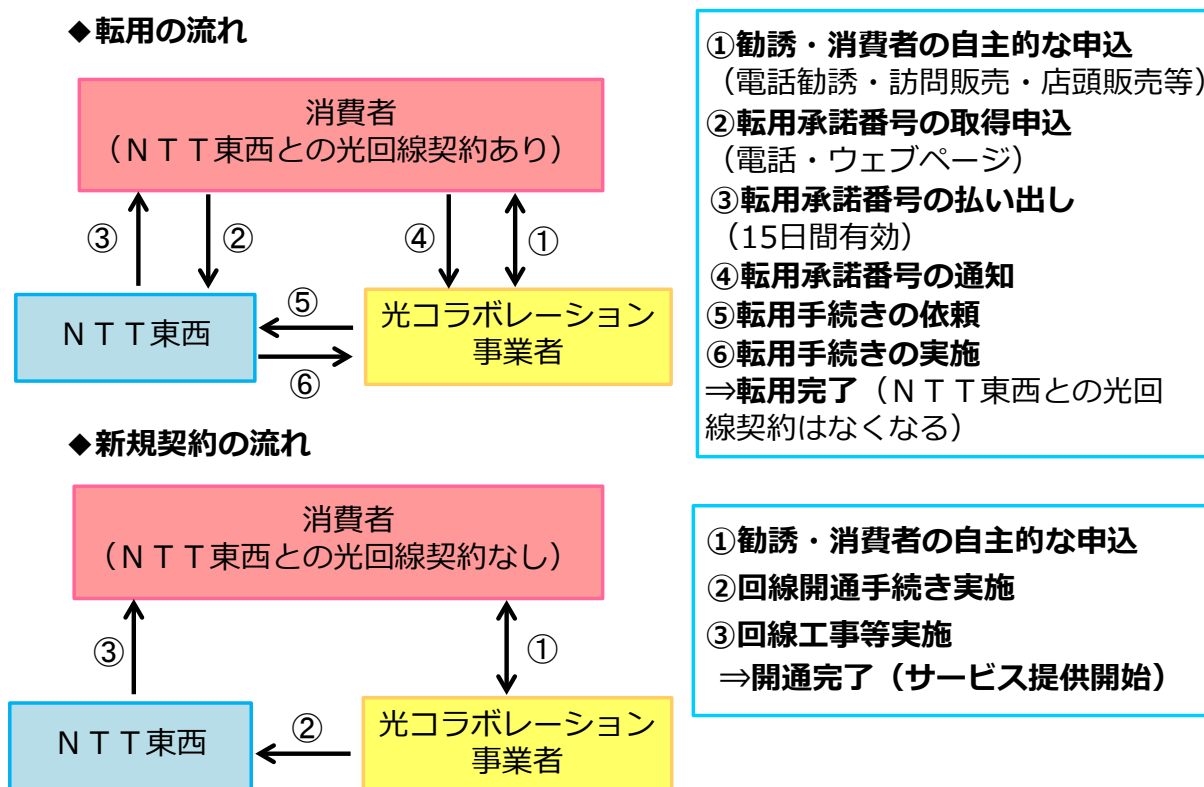 ◆転用の流れ
消費者
（ＮＴＴ東西との光回線契約あり）
③
②
④
①
ＮＴＴ東西
⑤
⑥
光コラボレーション
事業者
①勧誘・消費者の自主的な申込
（電話勧誘・訪問販売・店頭販売等）
②転用承諾番号の取得申込
（電話・ウェブページ）
③転用承諾番号の払い出し
（15日間有効）
④転用承諾番号の通知
⑤転用手続きの依頼
⑥転用手続きの実施
⇒転用完了（ＮＴＴ東西との光回
線契約はなくなる）
◆新規契約の流れ
消費者
（ＮＴＴ東西との光回線契約なし）
③
①
ＮＴＴ東西
②
光コラボレーション
事業者
①勧誘・消費者の自主的な申込
②回線開通手続き実施
③回線工事等実施
⇒開通完了（サービス提供開始）